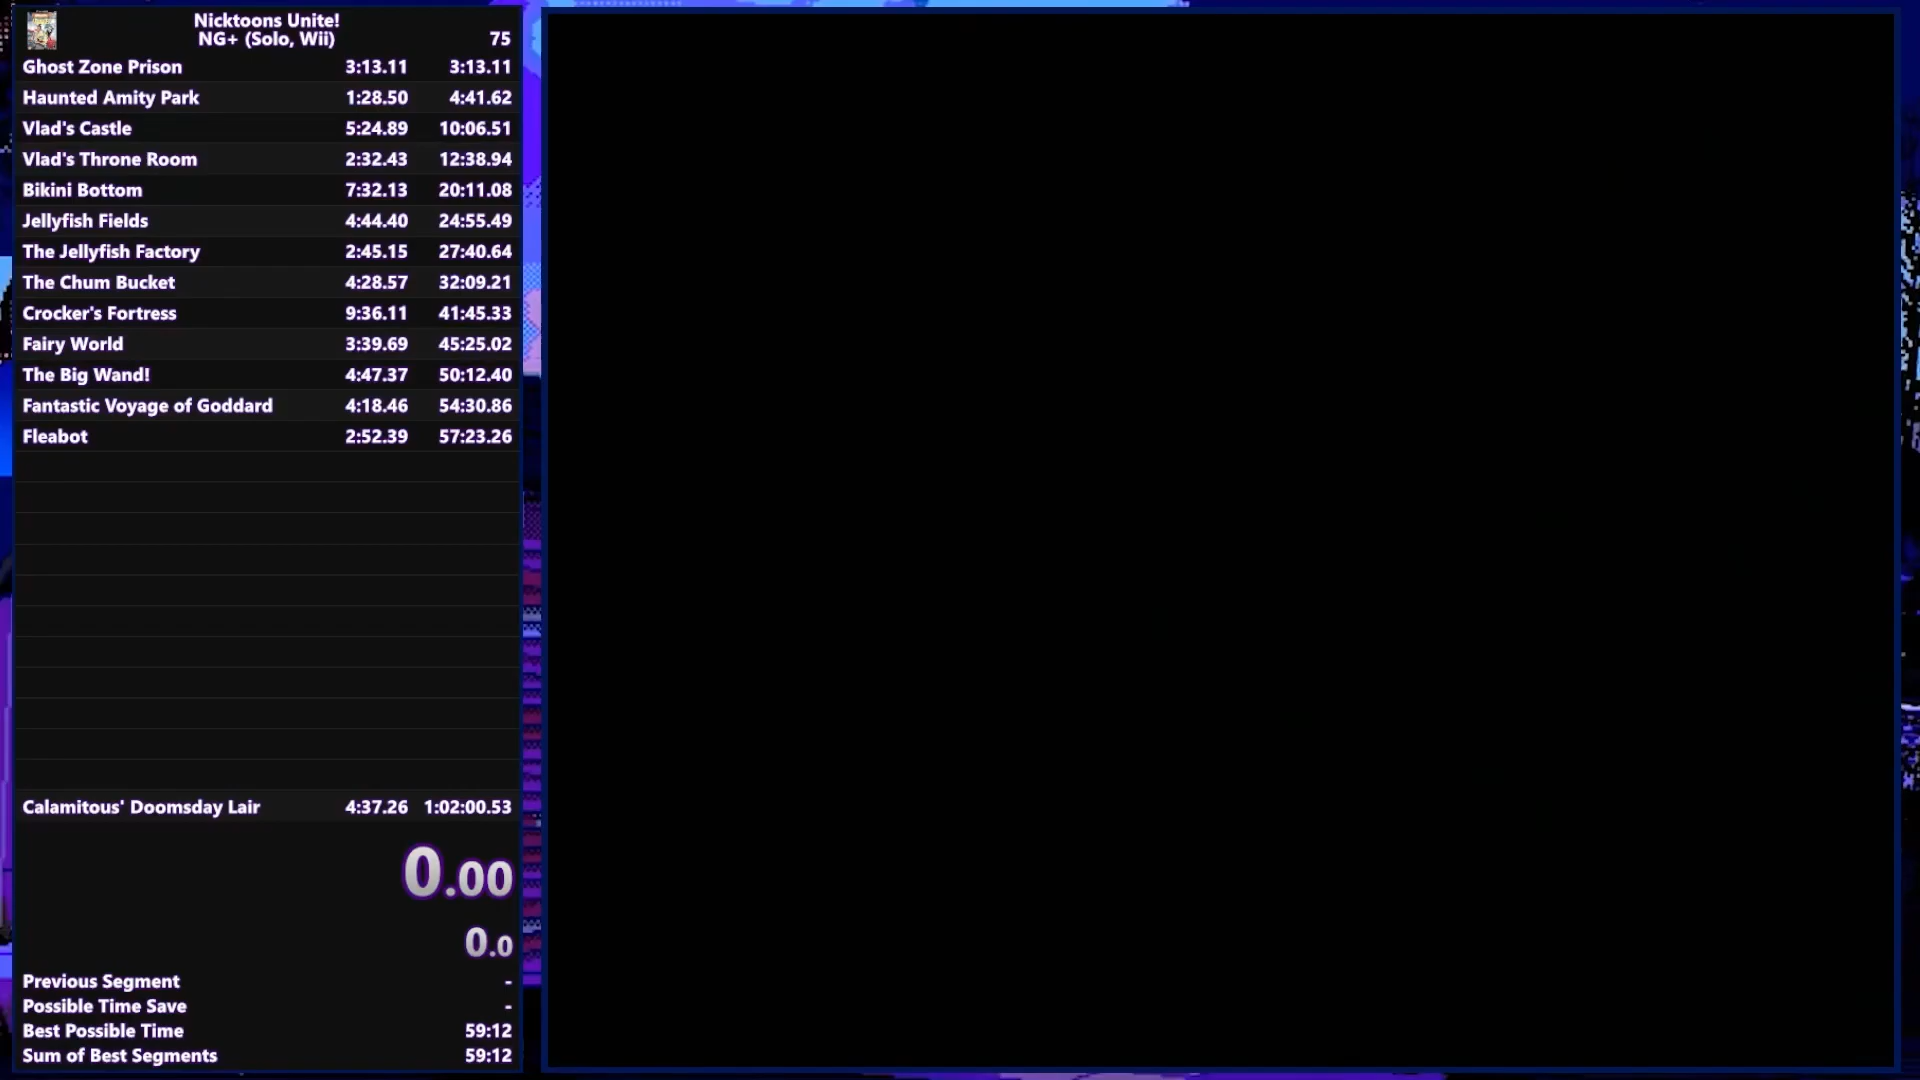 Nicktoons Unite!
NG+ (Solo, Wii) 75
Ghost Zone Prison 3:13.11 3:13.11
Haunted Amity Park 1:28.50 4:41.62
Vlad's Castle 5:24.89 10:06.51
Vlad's Throne Room 2:32.43 12:38.94
Bikini Bottom 7:32.13 20:11.08
Jellyfish Fields 4:44.40 24:55.49
The Jellyfish Factory 2:45.15 27:40.64
The Chum Bucket 4:28.57 32:09.21
Crocker's Fortress 9:36.11 41:45.33
Fairy World 3:39.69 45:25.02
The Big Wand! 4:47.37 50:12.40
Fantastic Voyage of Goddard 4:18.46 54:30.86
Fleabot 2:52.39 57:23.26
Calamitous' Doomsday Lair 4:37.26 1:02:00.53
0.00
0.0
Previous Segment -
Possible Time Save -
Best Possible Time 59:12
Sum of Best Segments 59:12